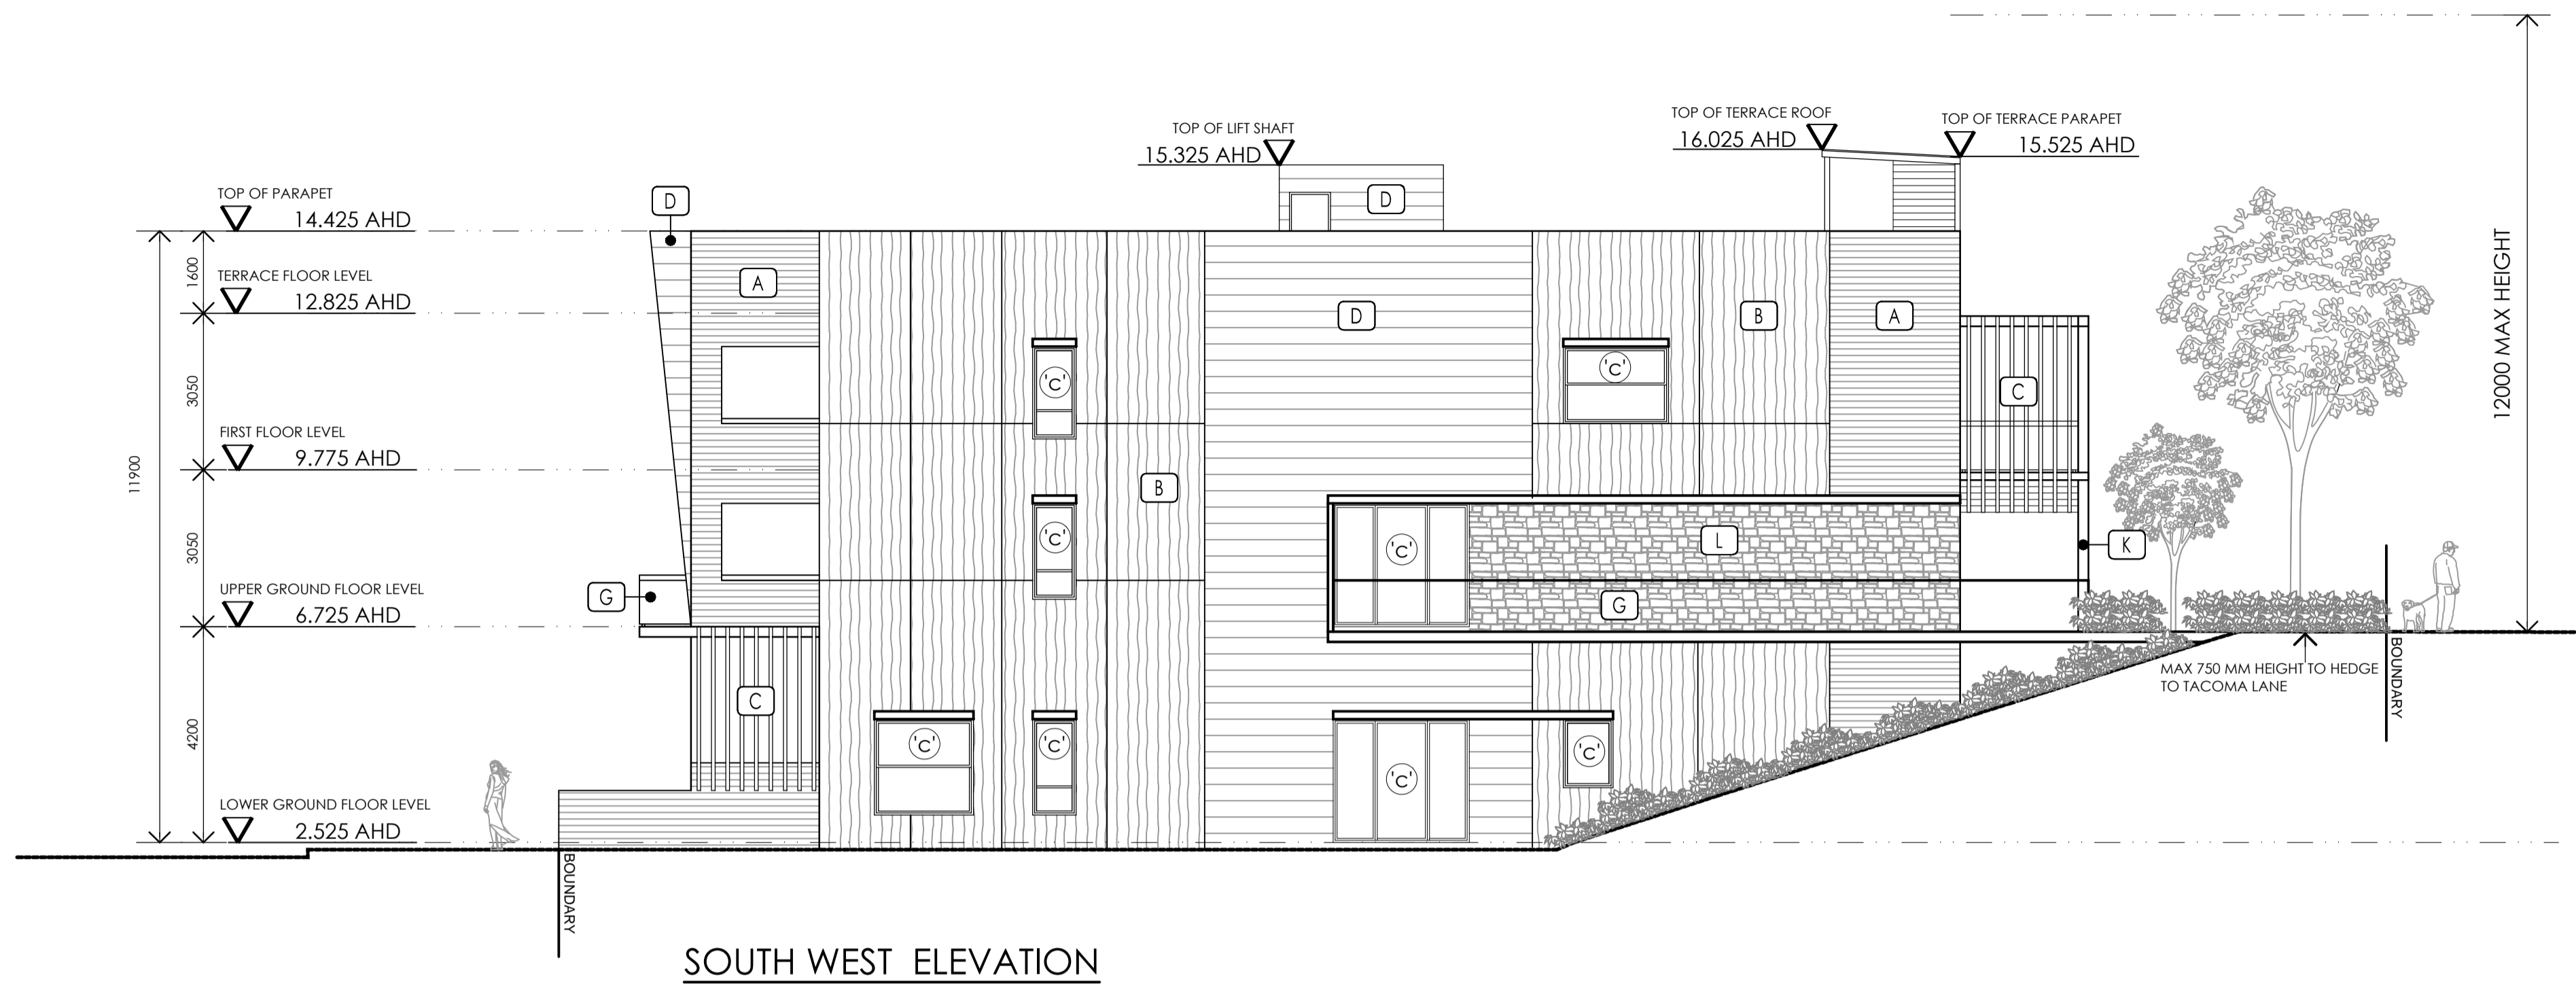 TOP OF TERRACE ROOF
16.025 AHD
TOP OF TERRACE PARAPET
15.525 AHD
TOP OF LIFT SHAFT
15.325 AHD
TOP OF PARAPET
14.425 AHD
TERRACE FLOOR LEVEL
12.825 AHD
FIRST FLOOR LEVEL
9.775 AHD
UPPER GROUND FLOOR LEVEL
6.725 AHD
LOWER GROUND FLOOR LEVEL
2.525 AHD
11900
1600
3050
3050
4200
D
A
G
C
B
D
D
B
A
C
K
L
G
'C'
'C'
'C'
'C'
'C'
'C'
'C'
'C'
12000 MAX HEIGHT
MAX 750 MM HEIGHT TO HEDGE
TO TACOMA LANE
BOUNDARY
BOUNDARY
SOUTH WEST ELEVATION